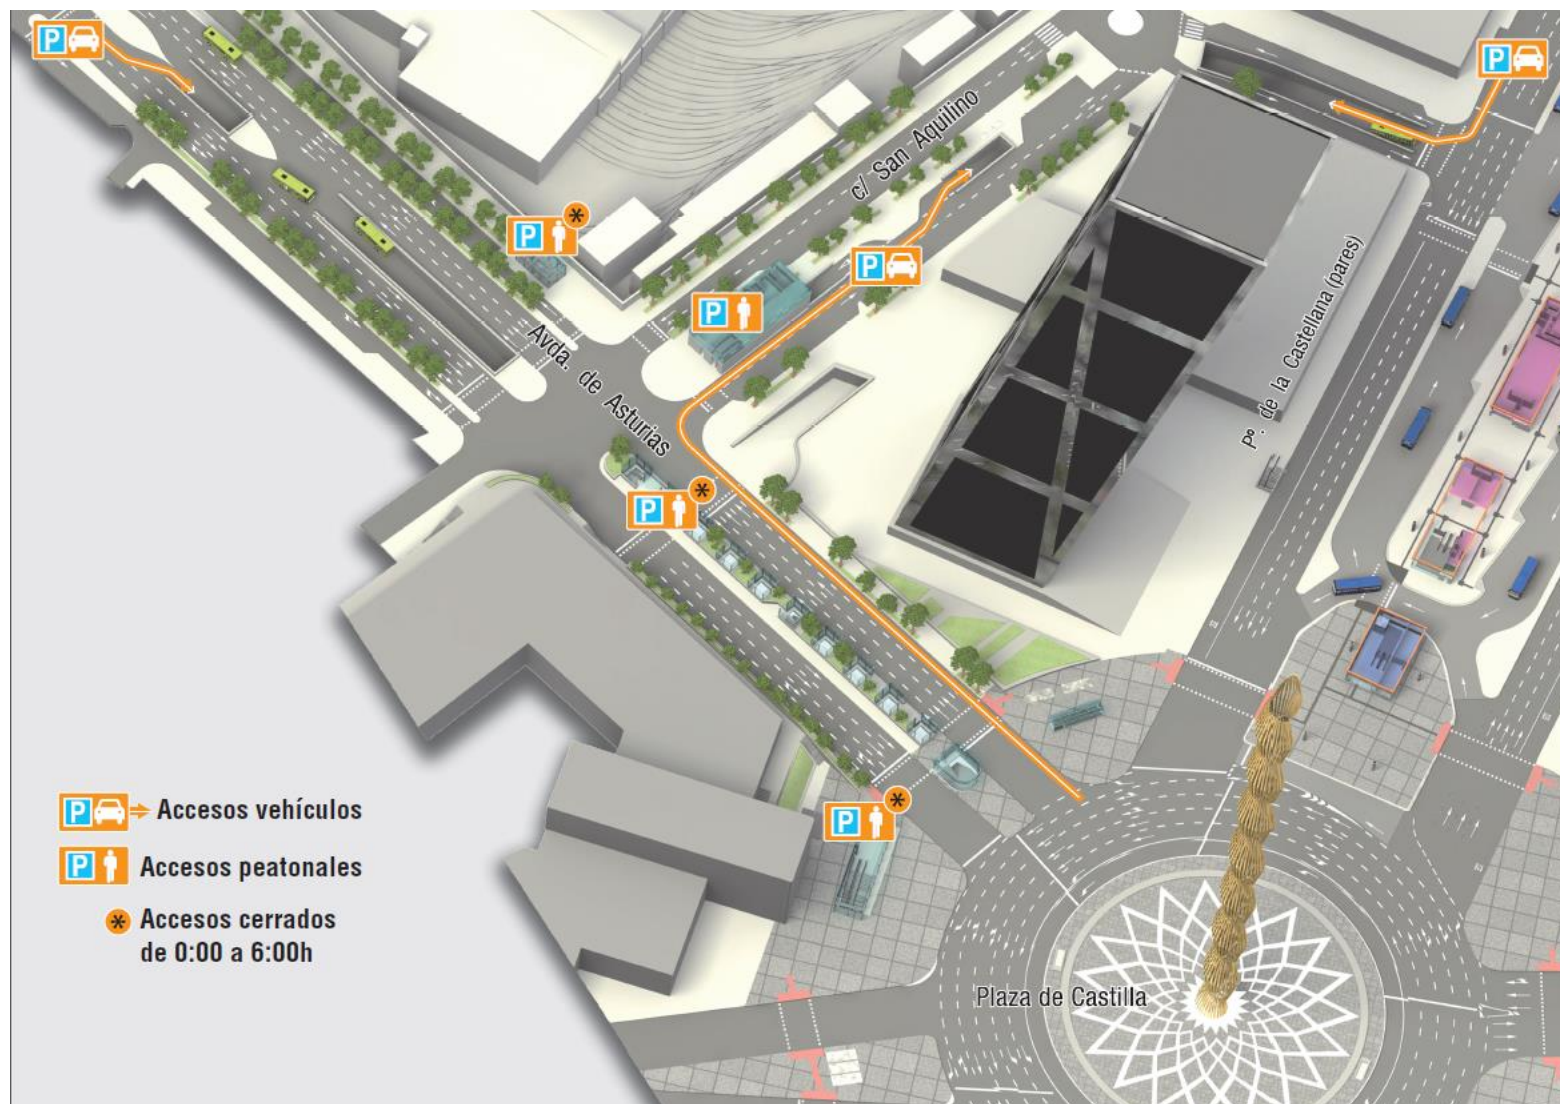 P
P
P *
c/ San Aquilino
P
P
Avda. de Asturias
Pº. de la Castellana (pares)
P *
P *
Plaza de Castilla
P Accesos vehículos
P Accesos peatonales
* Accesos cerrados
de 0:00 a 6:00h